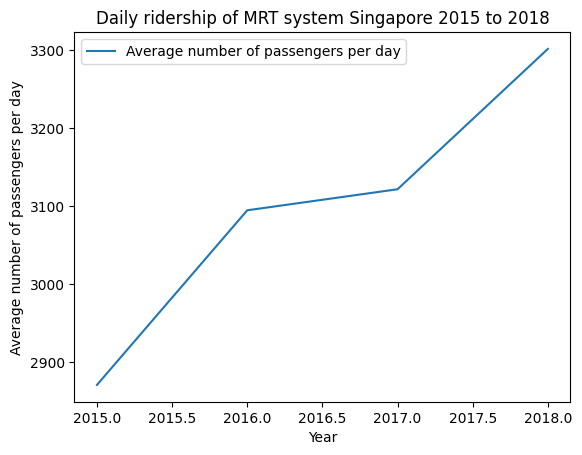 Daily ridership of MRT system Singapore 2015 to 2018
Average number of passengers per day
Average number of passengers per day
3300
3200
3100
3000
2900
2015.0 2015.5 2016.0 2016.5 2017.0 2017.5 2018.0
Year